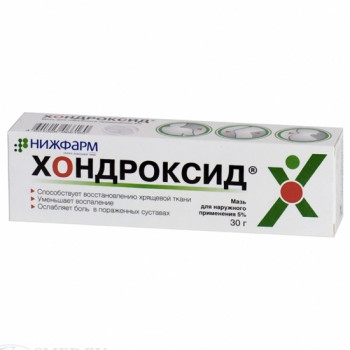 НИЖФАРМ
ХОНДРОКСИД®
Способствует восстановлению хрящевой ткани
Уменьшает воспаление
Ослабляет боль в пораженных суставах
Мазь
для наружного
применения 5%
30 г